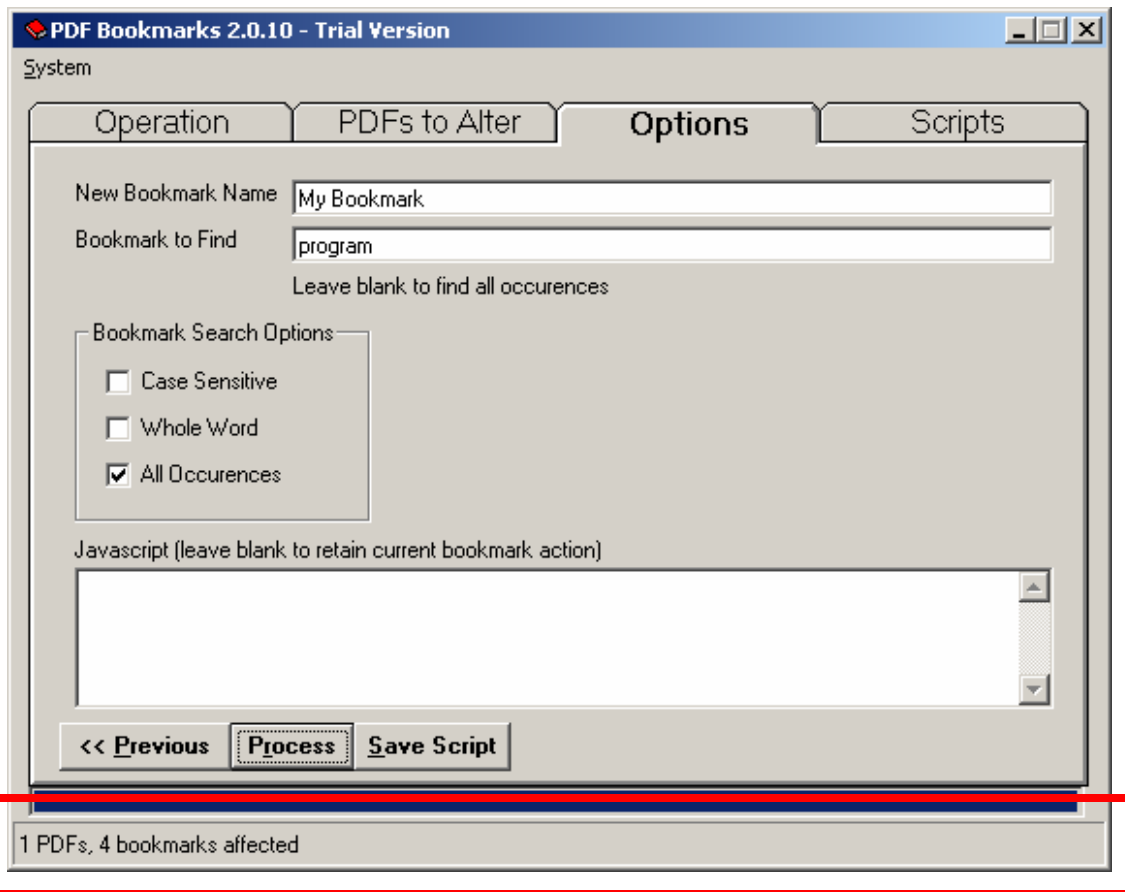 PDF Bookmarks 2.0.10 - Trial Version
System
Operation PDFs to Alter Options Scripts
New Bookmark Name My Bookmark
Bookmark to Find program
Leave blank to find all occurences
Bookmark Search Options
Case Sensitive
Whole Word
All Occurences
Javascript (leave blank to retain current bookmark action)
<< Previous Process Save Script
1 PDFs, 4 bookmarks affected